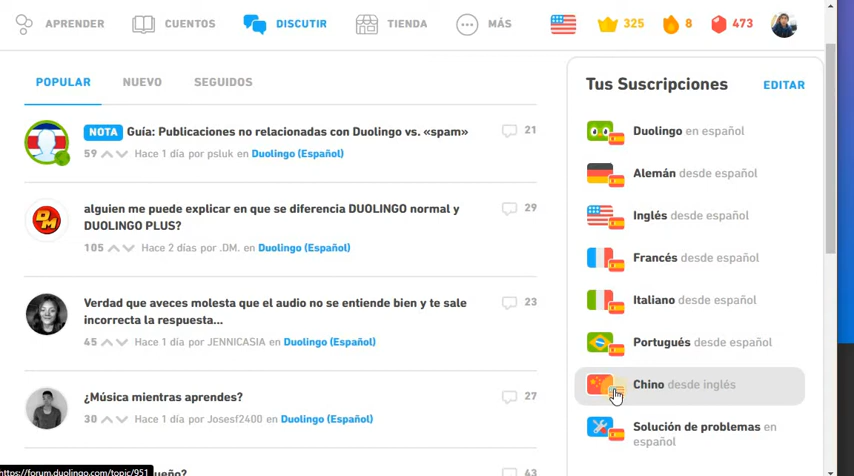 APRENDER CUENTOS DISCUTIR TIENDA MÁS 325 8 473
POPULAR NUEVO SEGUIDOS
NOTA Guía: Publicaciones no relacionadas con Duolingo vs. «spam» 21
59 Hace 1 día por psluk en Duolingo (Español)
DM
alguien me puede explicar en que se diferencia DUOLINGO normal y 29
DUOLINGO PLUS?
105 Hace 2 días por .DM. en Duolingo (Español)
Verdad que aveces molesta que el audio no se entiende bien y te sale 23
incorrecta la respuesta...
45 Hace 1 día por JENNICASIA en Duolingo (Español)
¿Música mientras aprendes? 27
30 Hace 1 día por Josesf2400 en Duolingo (Español)
43
Tus Suscripciones EDITAR
Duolingo en español
Alemán desde español
Inglés desde español
Francés desde español
Italiano desde español
Portugués desde español
Chino desde inglés
Solución de problemas en
español
https://forum.duolingo.com/topic/951